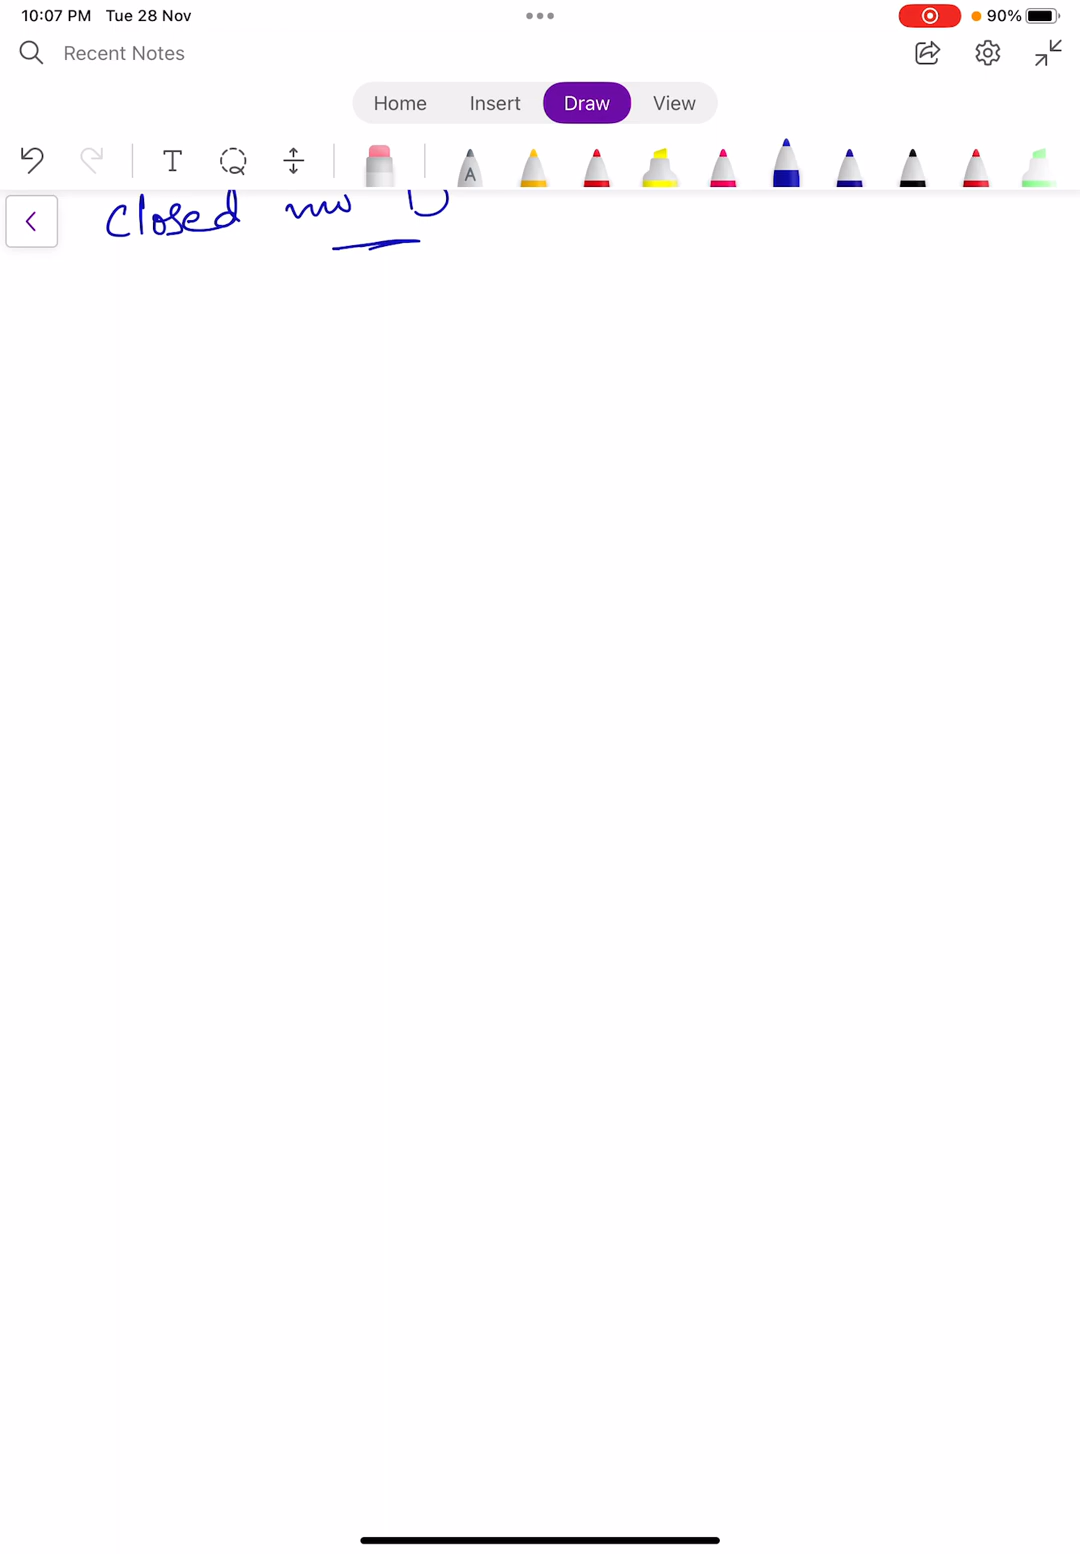 10:07 PM Tue 28 Nov
90%
Recent Notes
Home Insert Draw View
T
A
closed